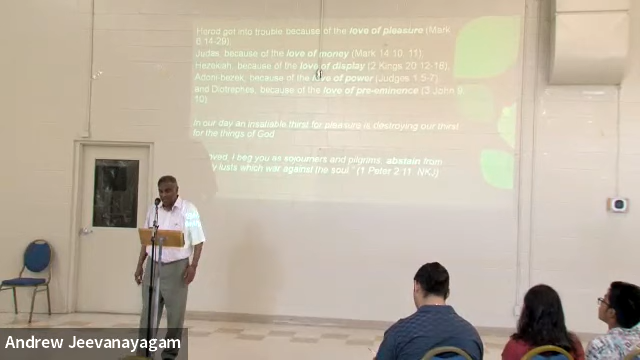 Herod got into trouble because of the love of pleasure (Mark
6:14-29);
Judas, because of the love of money (Mark 14:10, 11);
Hezekiah, because of the love of display (2 Kings 20:12-18),
Adoni-bezek, because of the love of power (Judges 1:5-7);
and Diotrephes, because of the love of pre-eminence (3 John 9,
10)
In our day an insatiable thirst for pleasure is destroying our thirst
for the things of God
I beg you as sojourners and pilgrims, abstain from
lusts which war against the soul." (1 Peter 2:11 NKJ)
Andrew Jeevanayagam